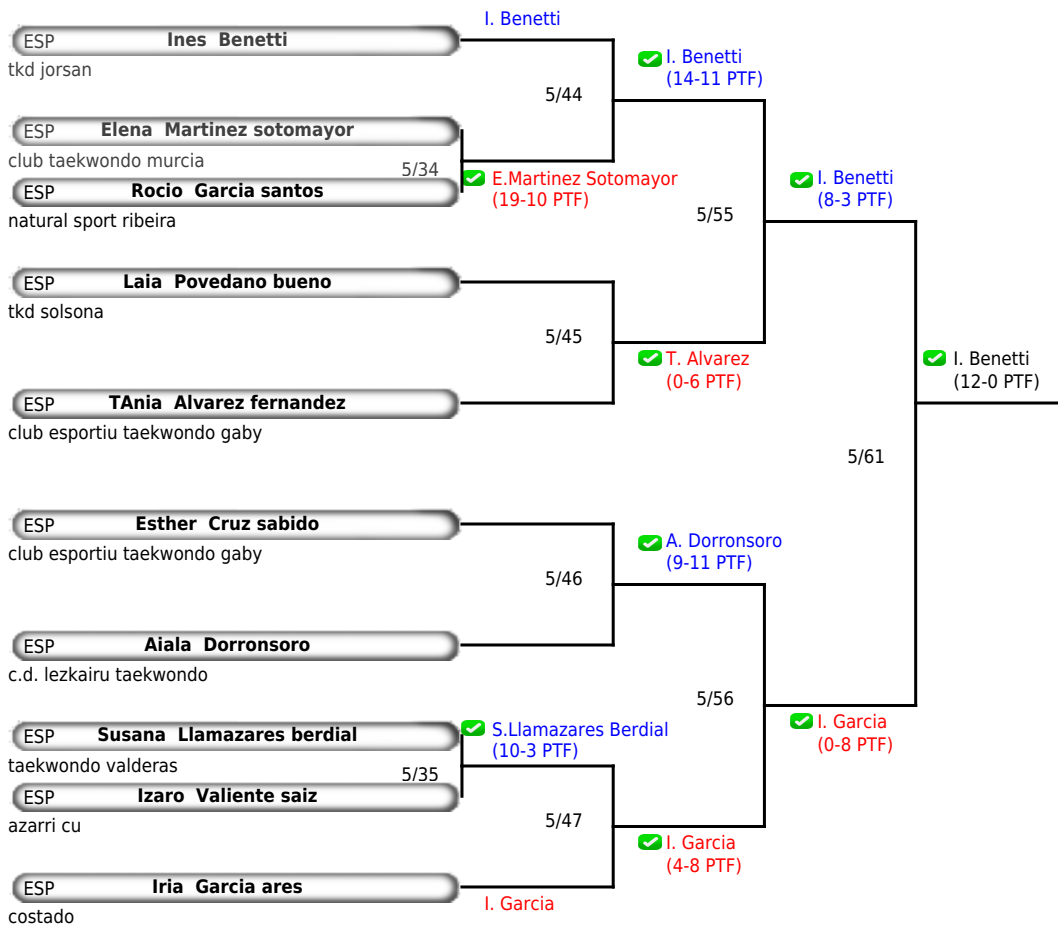 I. Benetti
ESP Ines Benetti
tkd jorsan
I. Benetti
(14-11 PTF)
5/44
ESP Elena Martinez sotomayor
club taekwondo murcia
5/34
ESP Rocio Garcia santos
E.Martinez Sotomayor
(19-10 PTF)
natural sport ribeira
I. Benetti
(8-3 PTF)
5/55
ESP Laia Povedano bueno
tkd solsona
5/45
T. Alvarez
(0-6 PTF)
I. Benetti
(12-0 PTF)
ESP TAnia Alvarez fernandez
club esportiu taekwondo gaby
5/61
ESP Esther Cruz sabido
club esportiu taekwondo gaby
A. Dorronsoro
(9-11 PTF)
5/46
ESP Aiala Dorronsoro
c.d. lezkairu taekwondo
5/56
ESP Susana Llamazares berdial
S.Llamazares Berdial
(10-3 PTF)
I. Garcia
(0-8 PTF)
taekwondo valderas
5/35
ESP Izaro Valiente saiz
azarri cu
5/47
I. Garcia
(4-8 PTF)
ESP Iria Garcia ares
I. Garcia
costado